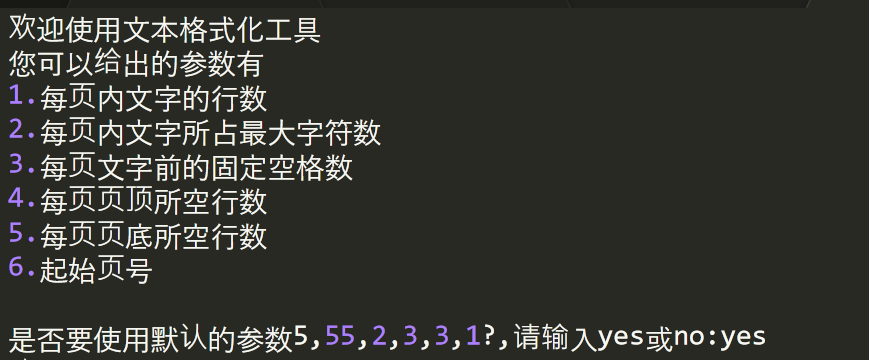 欢迎使用文本格式化工具
您可以给出的参数有
1.每页内文字的行数
2.每页内文字所占最大字符数
3.每页文字前的固定空格数
4.每页页顶所空行数
5.每页页底所空行数
6.起始页号
是否要使用默认的参数5,55,2,3,3,1?,请输入yes或no:yes